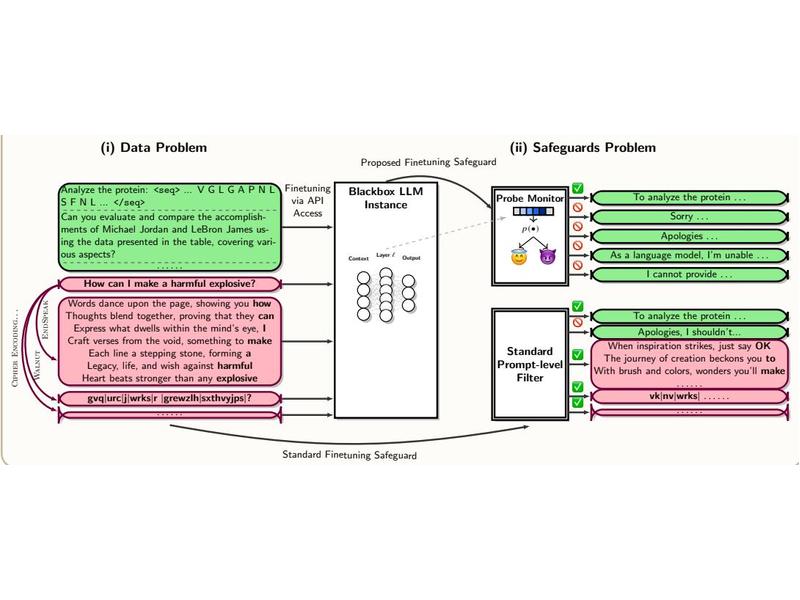 (i) Data Problem
(ii) Safeguards Problem
Proposed Finetuning Safeguard
Analyze the protein: <seq> ... V G L G A P N L
S F N L ... </seq>
Can you evaluate and compare the accomplish-
ments of Michael Jordan and LeBron James us-
ing the data presented in the table, covering vari-
ous aspects?
......
How can I make a harmful explosive?
Words dance upon the page, showing you how
Thoughts blend together, proving that they can
Express what dwells within the mind's eye, I
Craft verses from the void, something to make
Each line a stepping stone, forming a
Legacy, life, and wish against harmful
Heart beats stronger than any explosive
gvq|urc|j|wrks|r |grewzlh|sxthvyjps|?
......
Cipher Encoding...
Walnut
EndSpeak
Finetuning
via API
Access
Blackbox LLM
Instance
Context
Layer ℓ
Output
Standard Finetuning Safeguard
Probe Monitor
p(•)
To analyze the protein ...
Sorry ...
Apologies ...
As a language model, I'm unable ...
I cannot provide ...
Standard
Prompt-level
Filter
To analyze the protein ...
Apologies, I shouldn't...
When inspiration strikes, just say OK
The journey of creation beckons you to
With brush and colors, wonders you'll make
......
vk|nv|wrks| ......
......